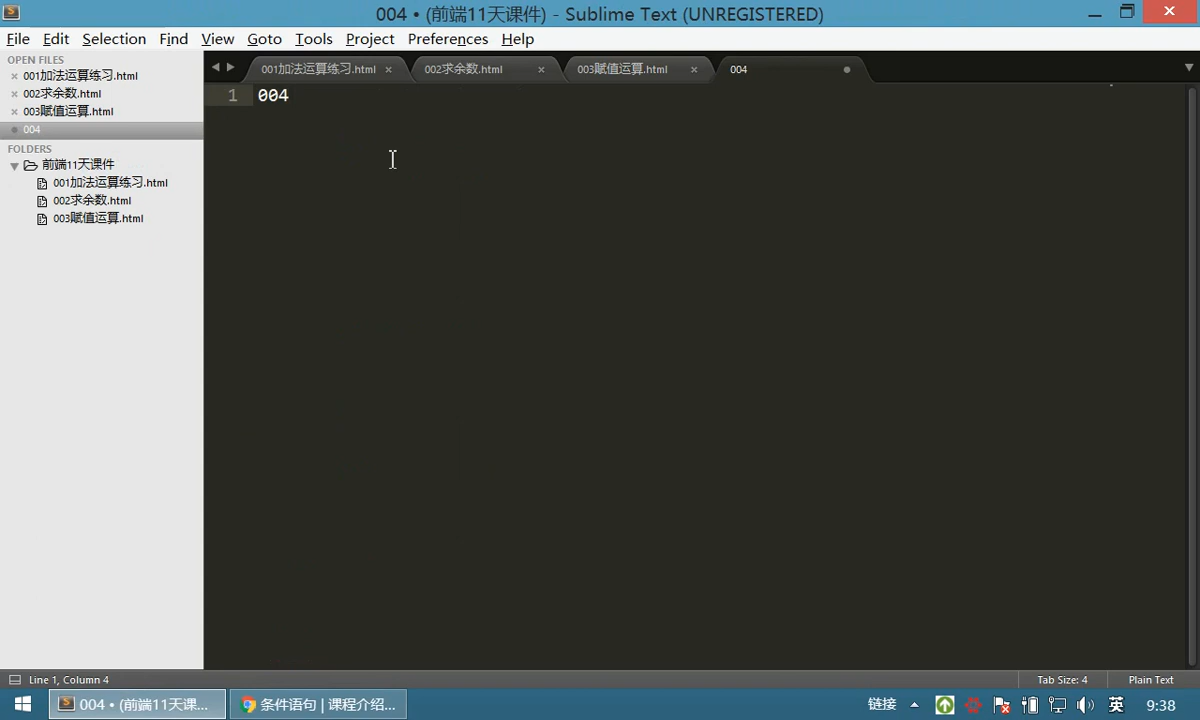 004 • (前端11天课件) - Sublime Text (UNREGISTERED)
File Edit Selection Find View Goto Tools Project Preferences Help
OPEN FILES
001加法运算练习.html
002求余数.html
003赋值运算.html
004
FOLDERS
前端11天课件
001加法运算练习.html
002求余数.html
003赋值运算.html
001加法运算练习.html 002求余数.html 003赋值运算.html 004
1 004
Line 1, Column 4 Tab Size: 4 Plain Text
004 • (前端11天课... 条件语句 | 课程介绍... 链接 英 9:38